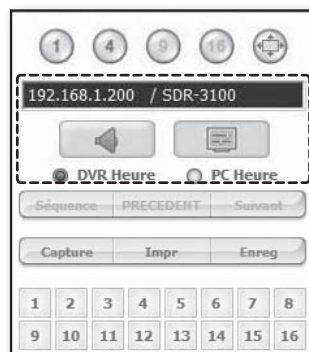 1 4 9 16
192.168.1.200 / SDR-3100
DVR Heure PC Heure
Séquence PRECEDENT Suivant
Capture Impr Enreg
1 2 3 4 5 6 7 8
9 10 11 12 13 14 15 16